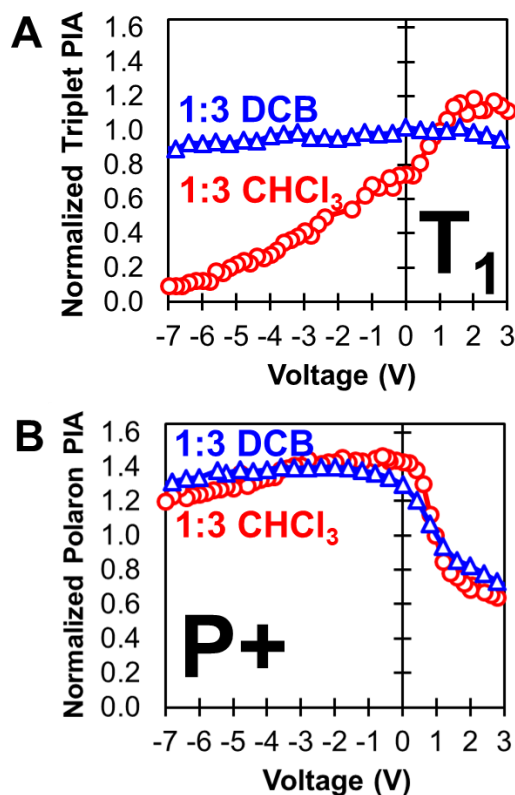 A
Normalized Triplet PIA
1.6
1.4
1.2
1.0
0.8
0.6
0.4
0.2
0.0
1:3 DCB
1:3 CHCl₃
T₁
-7 -6 -5 -4 -3 -2 -1 0 1 2 3
Voltage (V)
B
Normalized Polaron PIA
1.6
1.4
1.2
1.0
0.8
0.6
0.4
0.2
0.0
1:3 DCB
1:3 CHCl₃
P+
-7 -6 -5 -4 -3 -2 -1 0 1 2 3
Voltage (V)